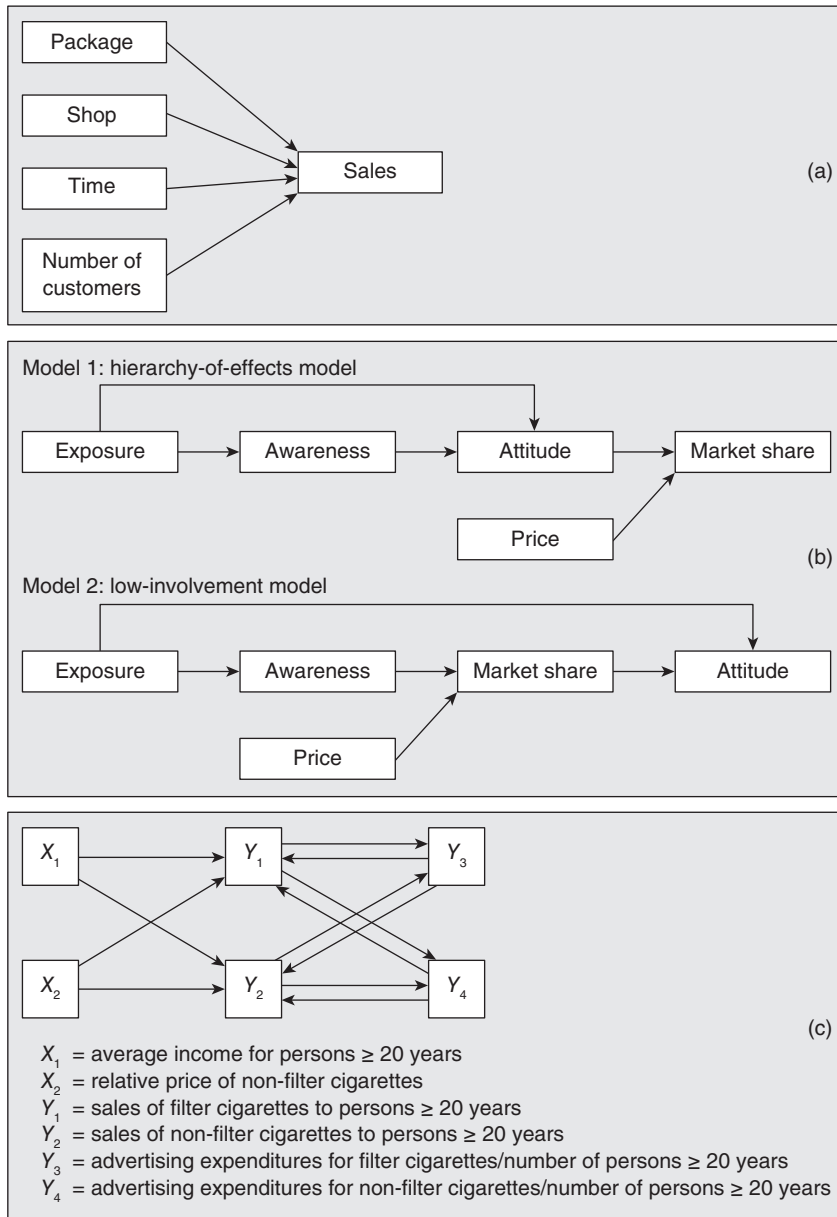 Package
Shop
Time
Number of
customers
Sales
(a)
Model 1: hierarchy-of-effects model
Exposure
Awareness
Attitude
Market share
Price
(b)
Model 2: low-involvement model
Exposure
Awareness
Market share
Attitude
Price
X₁
Y₁
Y₃
X₂
Y₂
Y₄
(c)
X₁ = average income for persons ≥ 20 years
X₂ = relative price of non-filter cigarettes
Y₁ = sales of filter cigarettes to persons ≥ 20 years
Y₂ = sales of non-filter cigarettes to persons ≥ 20 years
Y₃ = advertising expenditures for filter cigarettes/number of persons ≥ 20 years
Y₄ = advertising expenditures for non-filter cigarettes/number of persons ≥ 20 years